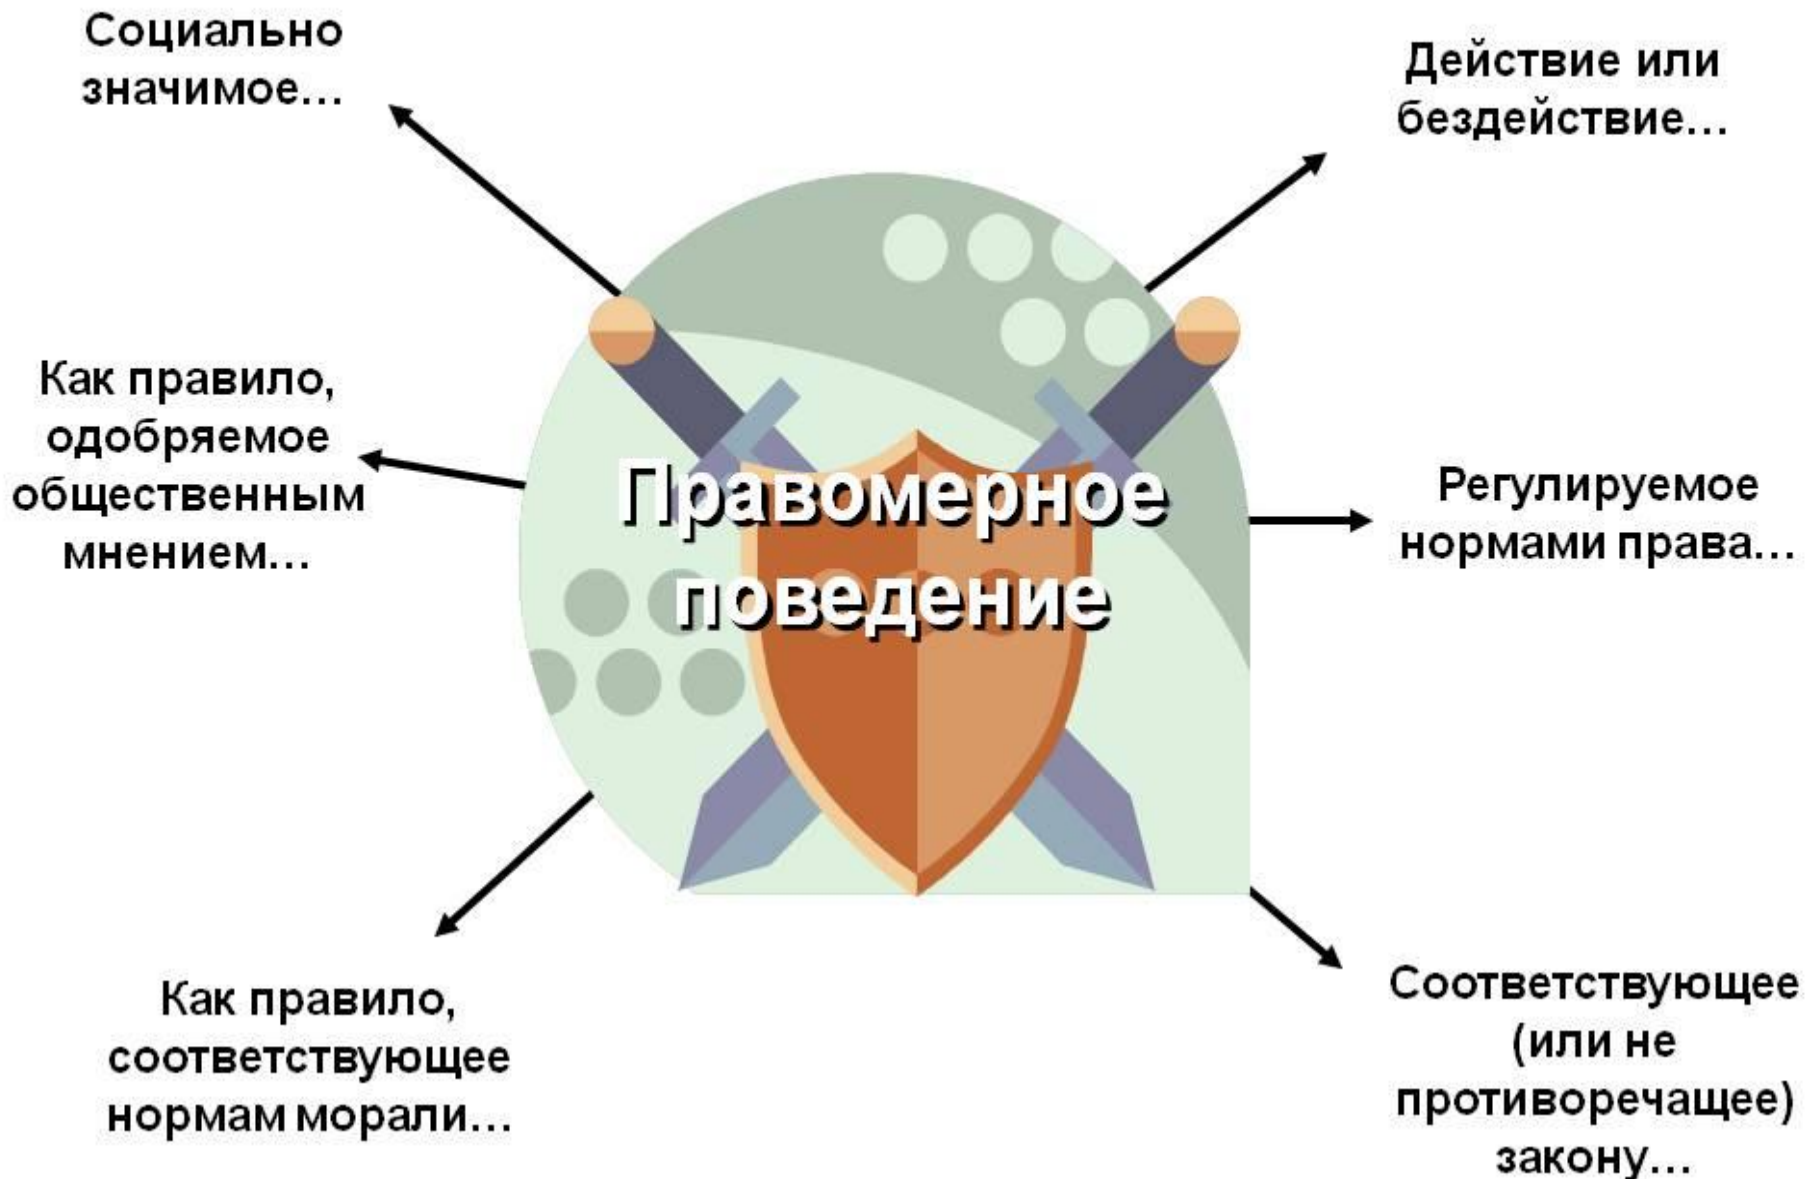 Социально
значимое…
Действие или
бездействие…
Как правило,
одобряемое
общественным
мнением…
Правомерное
поведение
Регулируемое
нормами права…
Как правило,
соответствующее
нормам морали…
Соответствующее
(или не
противоречащее)
закону…